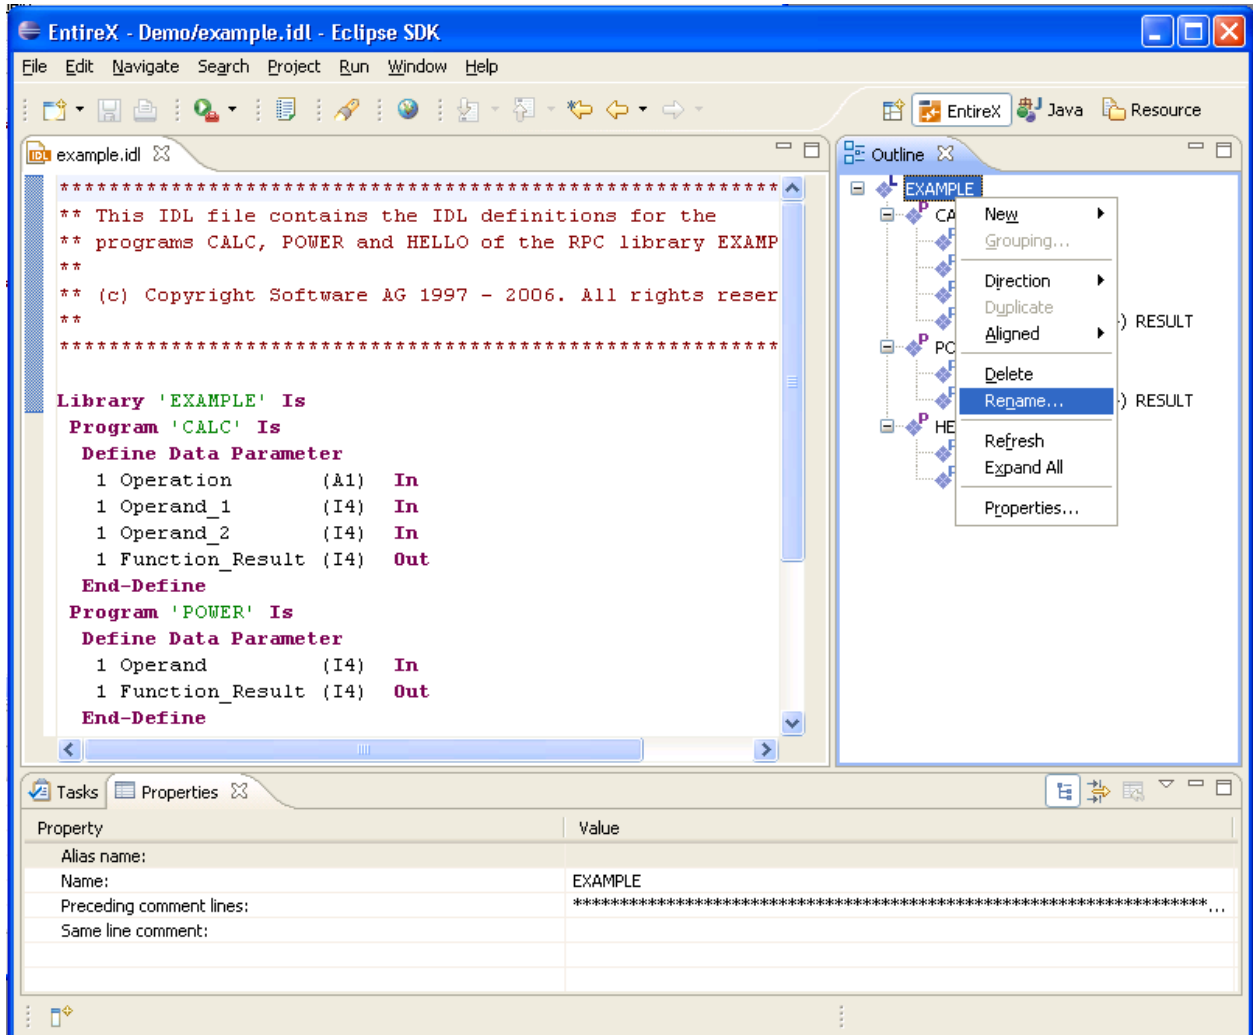 EntireX - Demo/example.idl - Eclipse SDK
File Edit Navigate Search Project Run Window Help
EntireX Java Resource
IDL example.idl
**********************************************************
** This IDL file contains the IDL definitions for the
** programs CALC, POWER and HELLO of the RPC library EXAMP
**
** (c) Copyright Software AG 1997 - 2006. All rights reser
**
**********************************************************
Library 'EXAMPLE' Is
Program 'CALC' Is
Define Data Parameter
1 Operation (A1) In
1 Operand_1 (I4) In
1 Operand_2 (I4) In
1 Function_Result (I4) Out
End-Define
Program 'POWER' Is
Define Data Parameter
1 Operand (I4) In
1 Function_Result (I4) Out
End-Define
Outline
L EXAMPLE
P CA
) RESULT
P PO
) RESULT
P HE
New
Grouping...
Direction
Duplicate
Aligned
Delete
Rename...
Refresh
Expand All
Properties...
Tasks Properties
Property Value
Alias name:
Name: EXAMPLE
Preceding comment lines: **********************************************************************...
Same line comment: